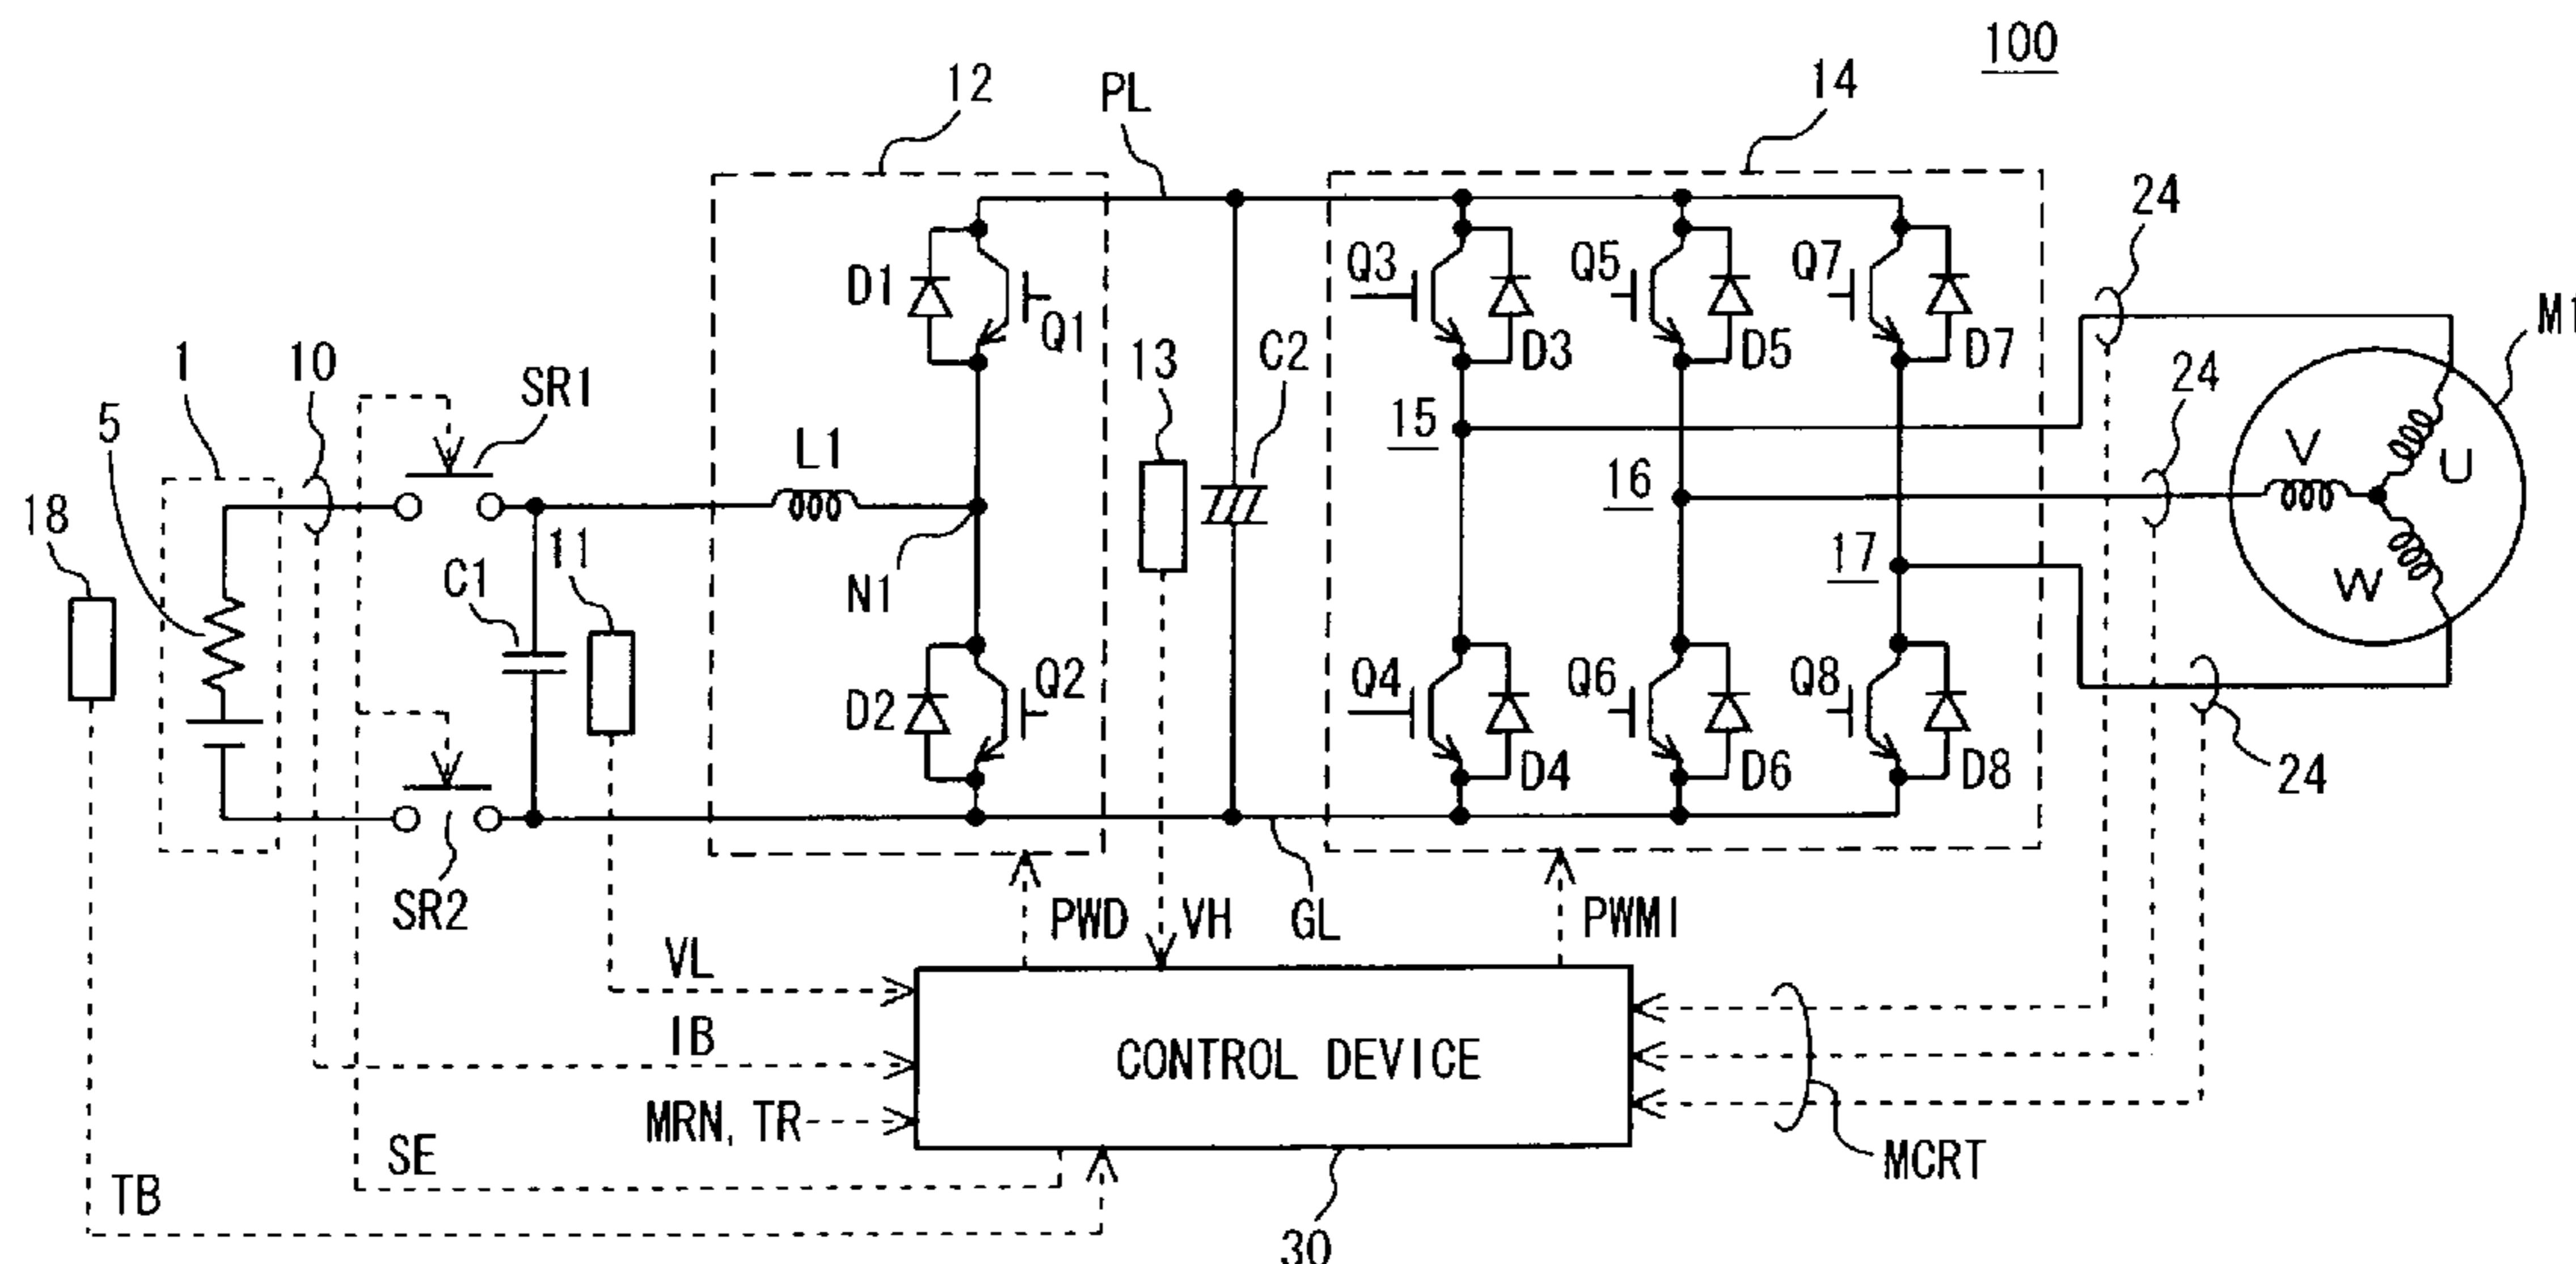 100
12
PL
14
24
D1
Q1
Q3
D3
Q5
D5
Q7
D7
M1
5
1
10
SR1
13
C2
24
L1
15
16
V
U
18
C1
11
N1
17
W
D2
Q2
Q4
D4
Q6
D6
Q8
D8
24
SR2
PWD
VH
GL
PWMI
VL
IB
CONTROL DEVICE
MRN, TR
SE
MCRT
TB
30